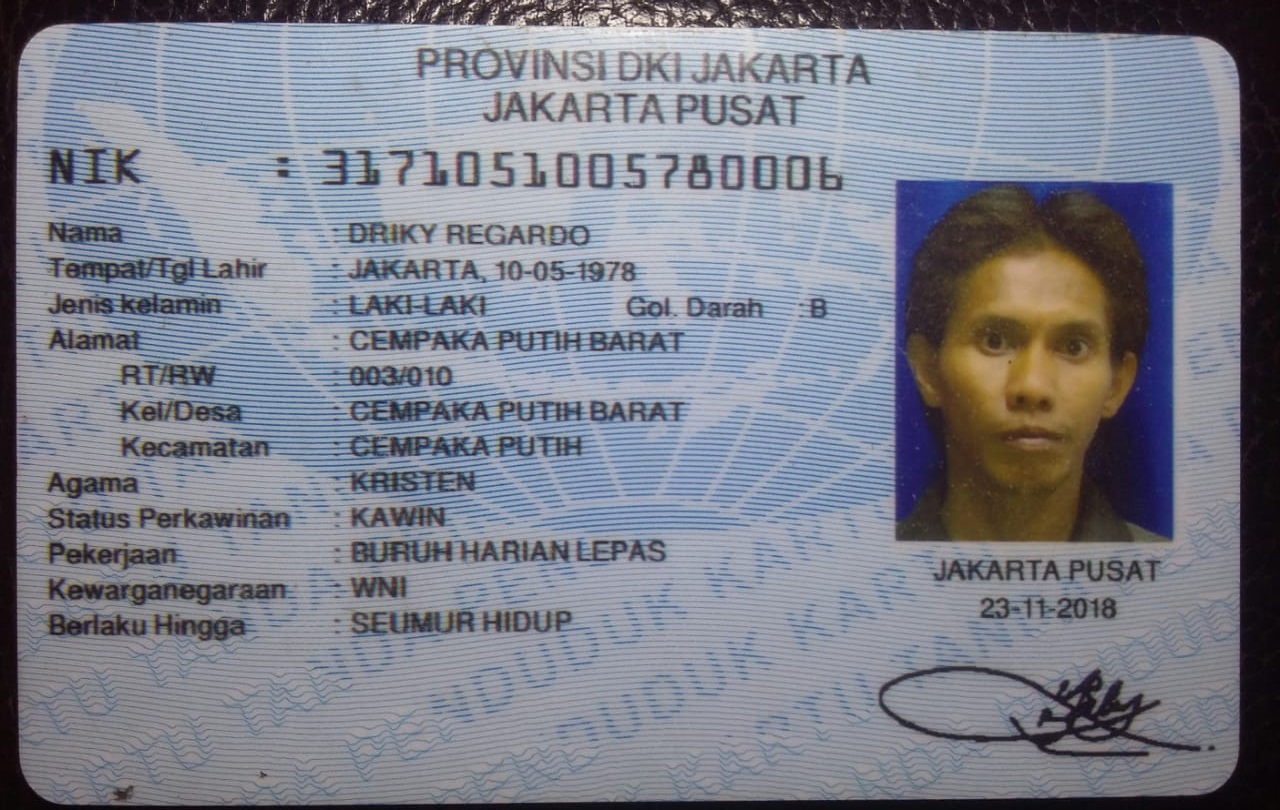 PROVINSI DKI JAKARTA
JAKARTA PUSAT
NIK : 3171051005780006
Nama : DRIKY REGARDO
Tempat/Tgl Lahir : JAKARTA, 10-05-1978
Jenis kelamin : LAKI-LAKI Gol. Darah : B
Alamat : CEMPAKA PUTIH BARAT
RT/RW : 003/010
Kel/Desa : CEMPAKA PUTIH BARAT
Kecamatan : CEMPAKA PUTIH
Agama : KRISTEN
Status Perkawinan : KAWIN
Pekerjaan : BURUH HARIAN LEPAS
Kewarganegaraan : WNI
Berlaku Hingga : SEUMUR HIDUP
JAKARTA PUSAT
23-11-2018